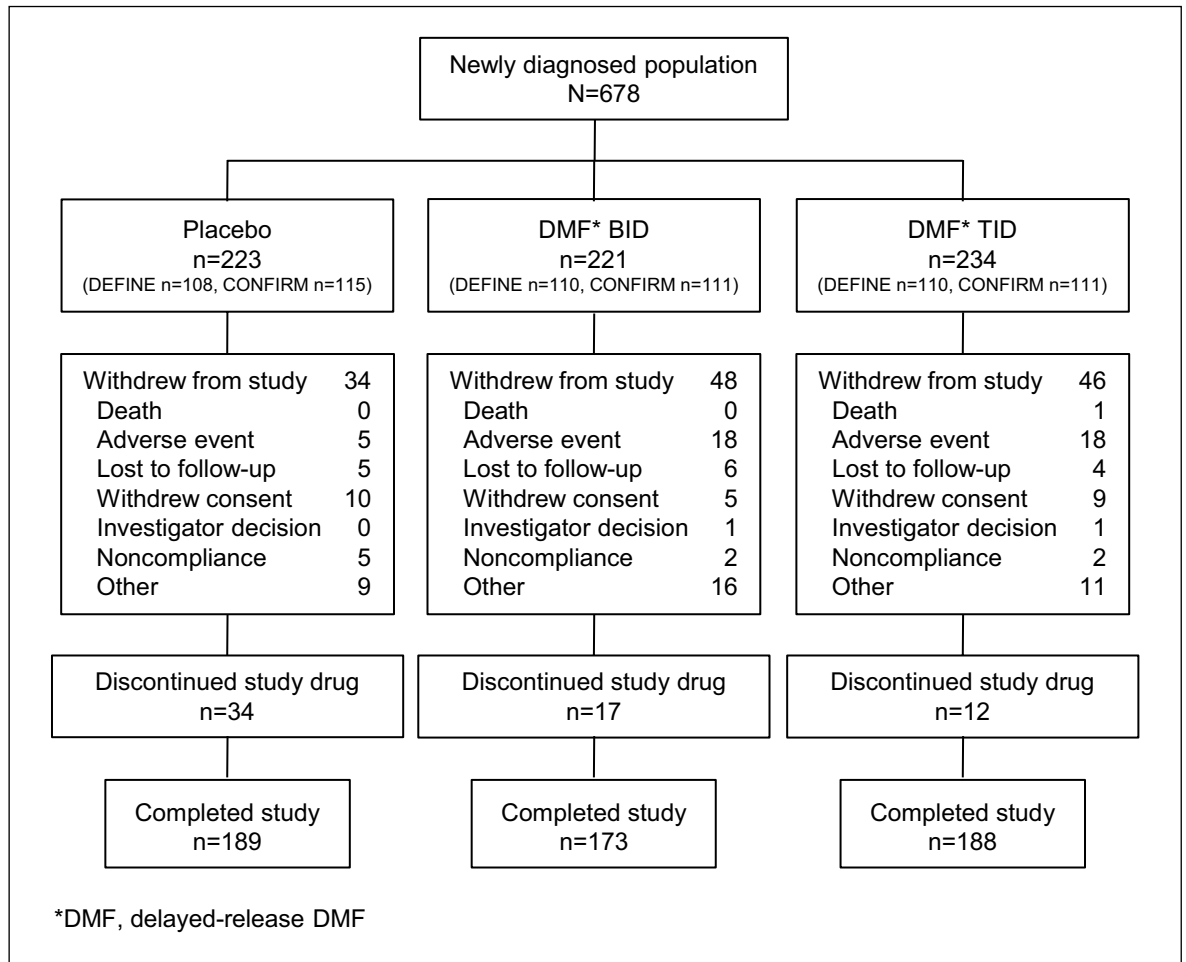 Newly diagnosed population
N=678
Placebo
n=223
(DEFINE n=108, CONFIRM n=115)
DMF* BID
n=221
(DEFINE n=110, CONFIRM n=111)
DMF* TID
n=234
(DEFINE n=110, CONFIRM n=111)
Withdrew from study 34
Death 0
Adverse event 5
Lost to follow-up 5
Withdrew consent 10
Investigator decision 0
Noncompliance 5
Other 9
Withdrew from study 48
Death 0
Adverse event 18
Lost to follow-up 6
Withdrew consent 5
Investigator decision 1
Noncompliance 2
Other 16
Withdrew from study 46
Death 1
Adverse event 18
Lost to follow-up 4
Withdrew consent 9
Investigator decision 1
Noncompliance 2
Other 11
Discontinued study drug
n=34
Discontinued study drug
n=17
Discontinued study drug
n=12
Completed study
n=189
Completed study
n=173
Completed study
n=188
*DMF, delayed-release DMF